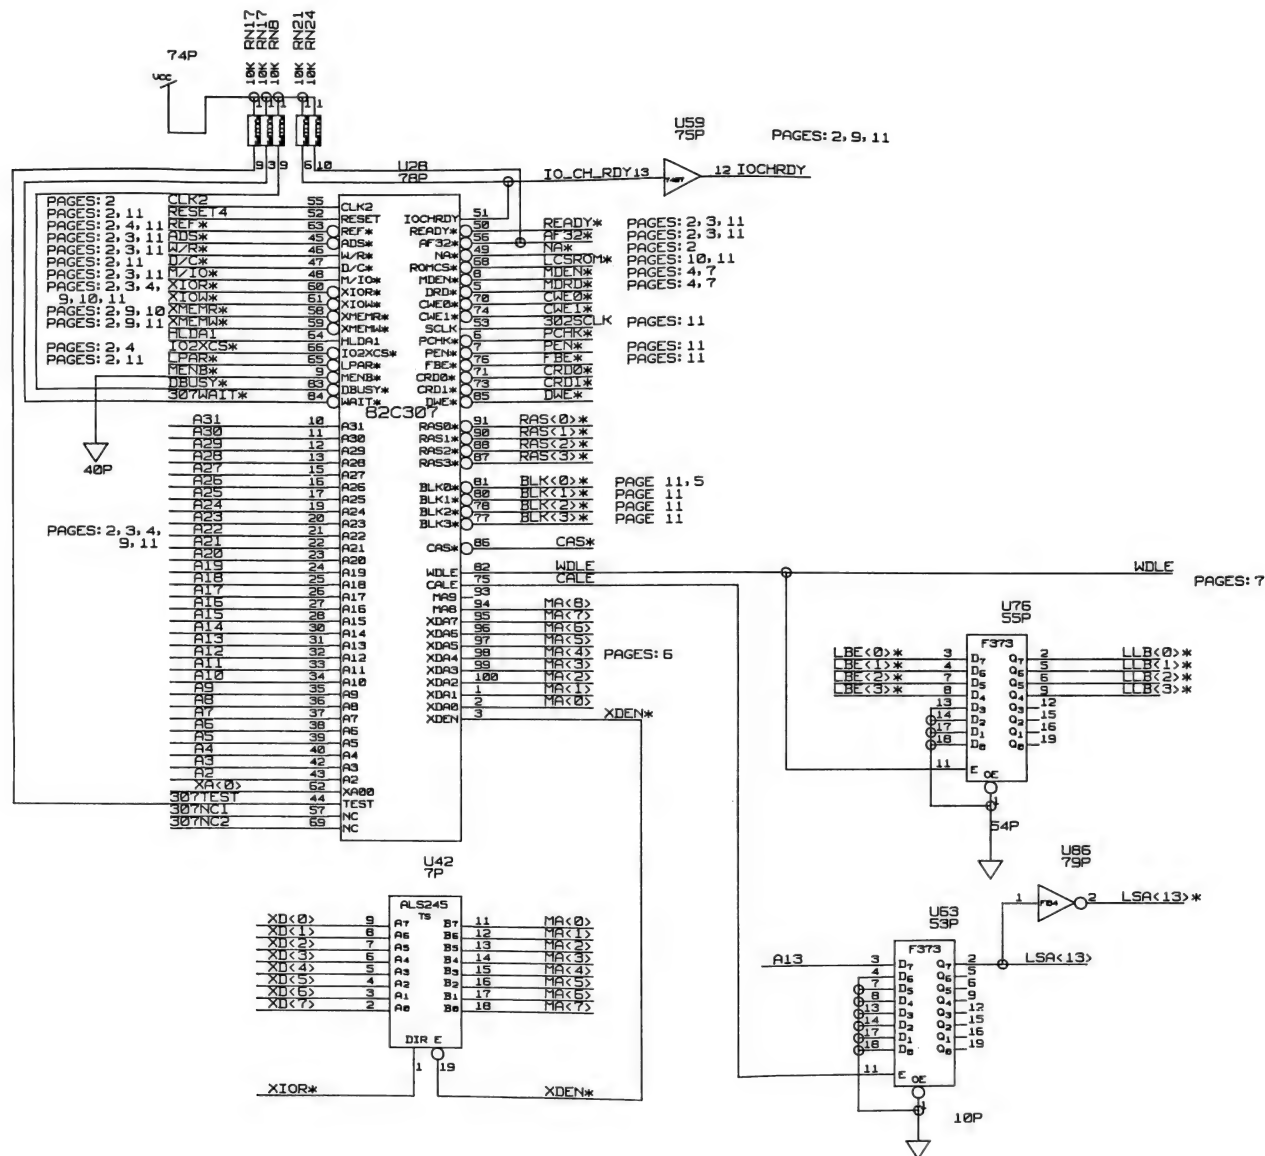 10K RN17
10K RN17
10K RN8
10K RN21
10K RN24
74P
VCC
1 1 1 1 1
9 3 9 6 10
U59
75P
PAGES: 2, 9, 11
IO_CH_RDY 13 12 IOCHRDY
U28
78P
82C307
PAGES: 2 CLK2 55 CLK2
PAGES: 2, 11 RESET4 52 RESET
PAGES: 2, 4, 11 REF* 63 REF*
PAGES: 2, 3, 11 ADS* 45 ADS*
PAGES: 2, 3, 11 W/R* 46 W/R*
PAGES: 2, 11 D/C* 47 D/C*
PAGES: 2, 3, 11 M/IO* 48 M/IO*
PAGES: 2, 3, 4, XIOR* 60 XIOR*
9, 10, 11 XIOW* 61 XIOW*
PAGES: 2, 9, 10 XMEMR* 58 XMEMR*
PAGES: 2, 9, 11 XMEMW* 59 XMEMW*
HLDA1 64 HLDA1
PAGES: 2, 4 IO2XCS* 66 IO2XCS*
PAGES: 2, 11 LPAR* 65 LPAR*
MENB* 9 MENB*
DBUSY* 83 DBUSY*
307WAIT* 84 WAIT*
40P
A31 10 A31
A30 11 A30
A29 12 A29
A28 13 A28
A27 15 A27
A26 16 A26
A25 17 A25
A24 19 A24
A23 20 A23
A22 21 A22
A21 22 A21
A20 23 A20
PAGES: 2, 3, 4,
9, 11
A19 24 A19
A18 25 A18
A17 26 A17
A16 27 A16
A15 28 A15
A14 30 A14
A13 31 A13
A12 32 A12
A11 33 A11
A10 34 A10
A9 35 A9
A8 36 A8
A7 37 A7
A6 38 A6
A5 39 A5
A4 40 A4
A3 42 A3
A2 43 A2
XA<0> 62 XA00
307TEST 44 TEST
307NC1 57 NC
307NC2 69 NC
IOCHRDY 51
READY* 50 READY* PAGES: 2, 3, 11
AF32* 56 AF32* PAGES: 2, 3, 11
NA* 49 NA* PAGES: 2
ROMCS* 68 LCSROM* PAGES: 10, 11
MDEN* 8 MDEN* PAGES: 4, 7
DRD* 5 MDRD* PAGES: 4, 7
CWE0* 70 CWE0*
CWE1* 74 CWE1*
SCLK 53 302SCLK PAGES: 11
PCHK* 6 PCHK*
PEN* 7 PEN* PAGES: 11
FBE* 76 FBE* PAGES: 11
CRD0* 71 CRD0*
CRD1* 73 CRD1*
DWE* 85 DWE*
RAS0* 91 RAS<0>*
RAS1* 90 RAS<1>*
RAS2* 88 RAS<2>*
RAS3* 87 RAS<3>*
BLK0* 81 BLK<0>* PAGE 11, 5
BLK1* 80 BLK<1>* PAGE 11
BLK2* 78 BLK<2>* PAGE 11
BLK3* 77 BLK<3>* PAGE 11
CAS* 86 CAS*
WDLE 82 WDLE WDLE
CALE 75 CALE
PAGES: 7
MA9 93
MA8 94 MA<8>
XDA7 95 MA<7>
XDA6 96 MA<6>
XDA5 97 MA<5>
XDA4 98 MA<4> PAGES: 6
XDA3 99 MA<3>
XDA2 100 MA<2>
XDA1 1 MA<1>
XDA0 2 MA<0>
XDEN 3 XDEN*
U76
55P
F373
LBE<0>* 3 D7 Q7 2 LLB<0>*
LBE<1>* 4 D6 Q6 5 LLB<1>*
LBE<2>* 7 D5 Q5 6 LLB<2>*
LBE<3>* 8 D4 Q4 9 LLB<3>*
13 D3 Q3 12
14 D2 Q2 15
17 D1 Q1 16
18 D0 Q0 19
11 E OE
1
54P
U42
7P
ALS245
TS
XD<0> 9 A7 B7 11 MA<0>
XD<1> 8 A6 B6 12 MA<1>
XD<2> 7 A5 B5 13 MA<2>
XD<3> 6 A4 B4 14 MA<3>
XD<4> 5 A3 B3 15 MA<4>
XD<5> 4 A2 B2 16 MA<5>
XD<6> 3 A1 B1 17 MA<6>
XD<7> 2 A0 B0 18 MA<7>
DIR E
1 19
XIOR* XDEN*
U86
79P
1 F04 2 LSA<13>*
U63
53P
F373
A13 3 D7 Q7 2 LSA<13>
4 D6 Q6 5
7 D5 Q5 6
8 D4 Q4 9
13 D3 Q3 12
14 D2 Q2 15
17 D1 Q1 16
18 D0 Q0 19
11 E OE
1
10P